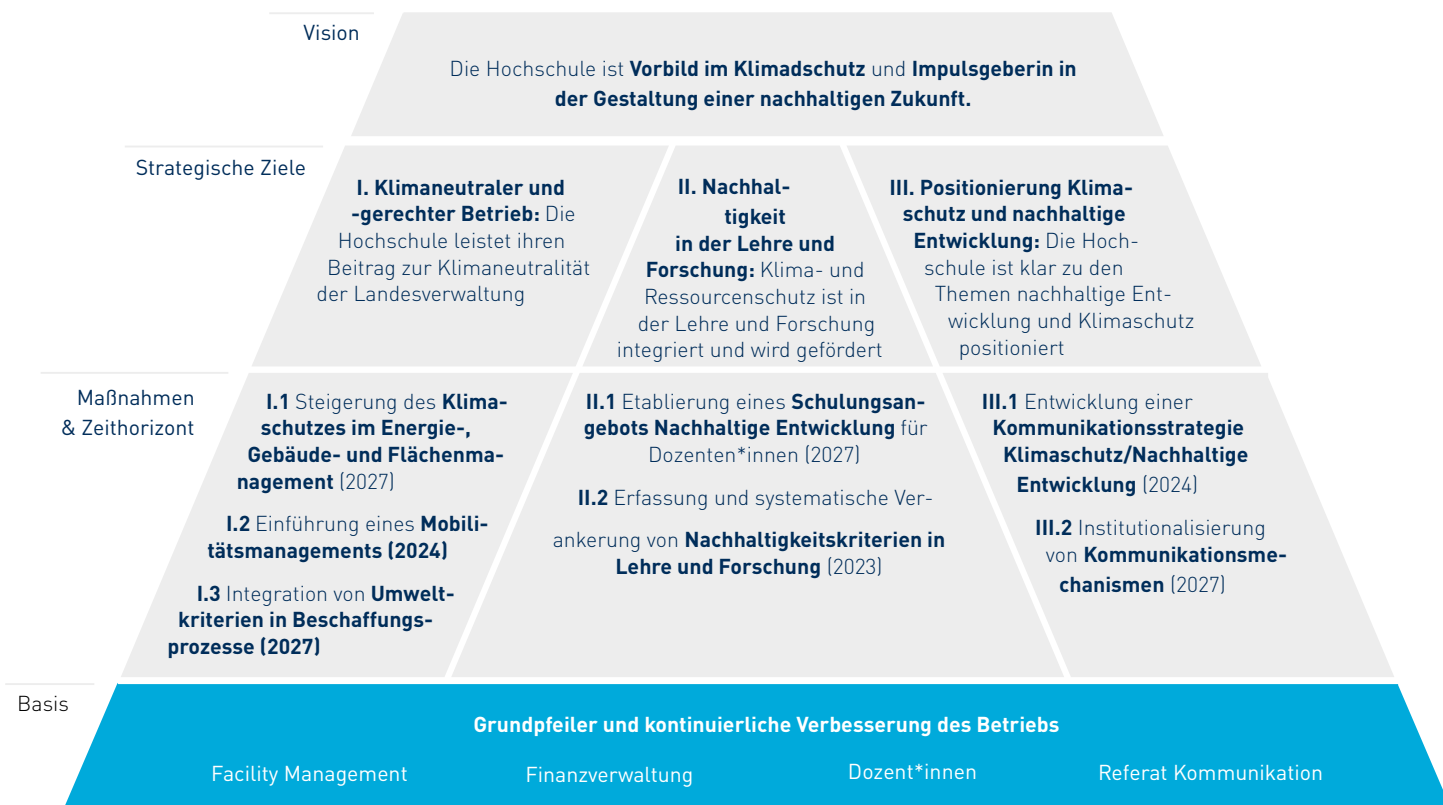 Vision
Die Hochschule ist Vorbild im Klimadschutz und Impulsgeberin in
der Gestaltung einer nachhaltigen Zukunft.
Strategische Ziele
I. Klimaneutraler und
-gerechter Betrieb: Die
Hochschule leistet ihren
Beitrag zur Klimaneutralität
der Landesverwaltung
II. Nachhal-
tigkeit
in der Lehre und
Forschung: Klima- und
Ressourcenschutz ist in
der Lehre und Forschung
integriert und wird gefördert
III. Positionierung Klima-
schutz und nachhaltige
Entwicklung: Die Hoch-
schule ist klar zu den
Themen nachhaltige Ent-
wicklung und Klimaschutz
positioniert
Maßnahmen
& Zeithorizont
I.1 Steigerung des Klima-
schutzes im Energie-,
Gebäude- und Flächenma-
nagement (2027)
I.2 Einführung eines Mobili-
tätsmanagements (2024)
I.3 Integration von Umwelt-
kriterien in Beschaffungs-
prozesse (2027)
II.1 Etablierung eines Schulungsan-
gebots Nachhaltige Entwicklung für
Dozenten*innen (2027)
II.2 Erfassung und systematische Ver-
ankerung von Nachhaltigkeitskriterien in
Lehre und Forschung (2023)
III.1 Entwicklung einer
Kommunikationsstrategie
Klimaschutz/Nachhaltige
Entwicklung (2024)
III.2 Institutionalisierung
von Kommunikationsme-
chanismen (2027)
Basis
Grundpfeiler und kontinuierliche Verbesserung des Betriebs
Facility Management
Finanzverwaltung
Dozent*innen
Referat Kommunikation